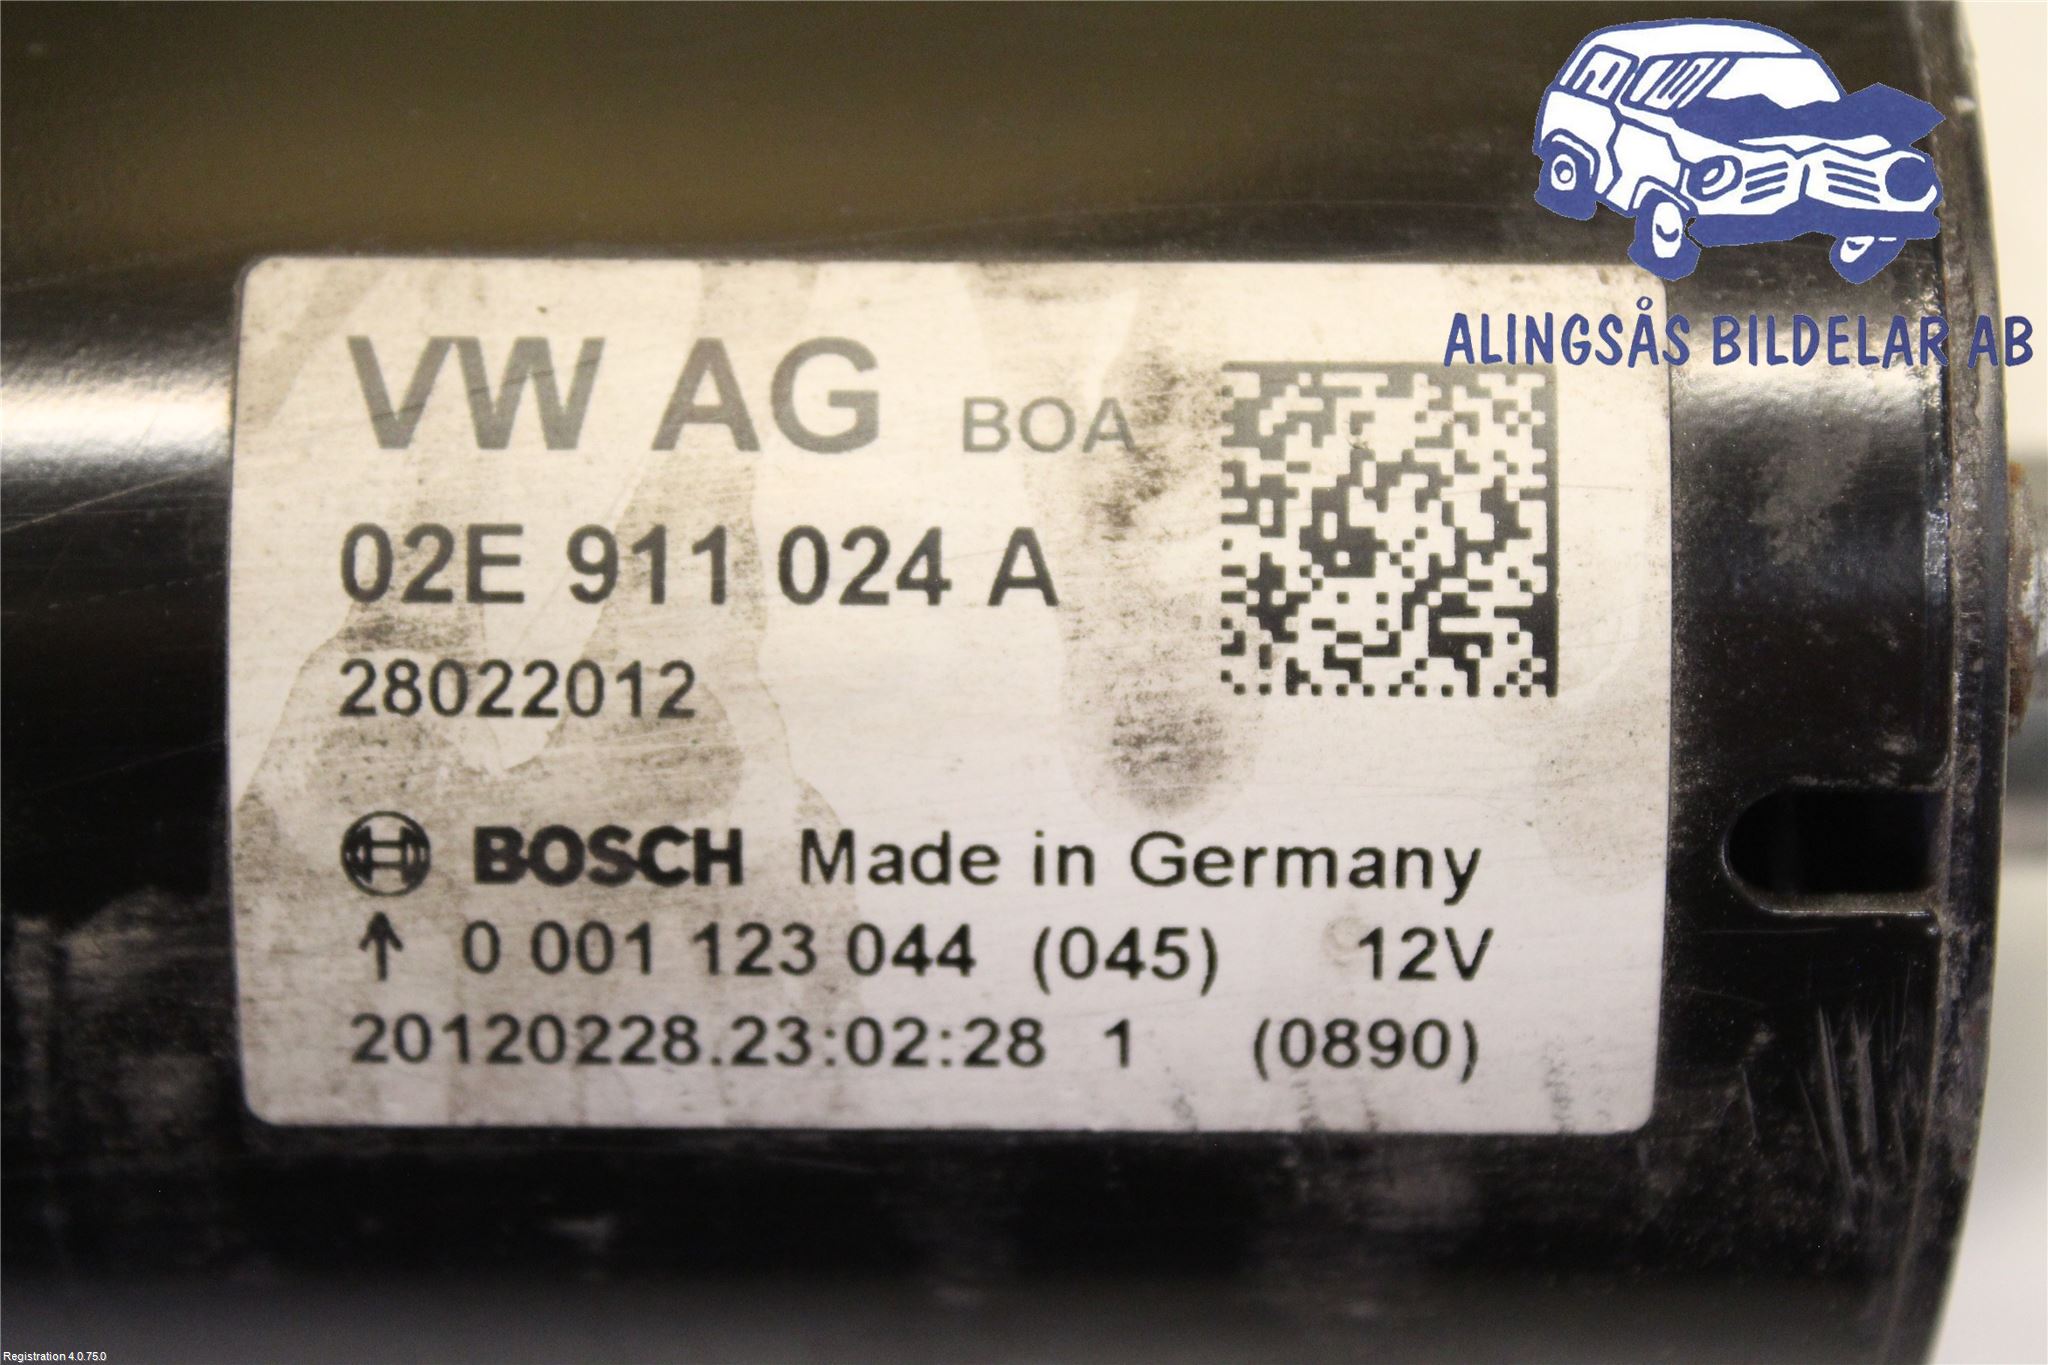 ALINGSÅS BILDELAR AB
VW AG BOA
02E 911 024 A
28022012
BOSCH Made in Germany
↑ 0 001 123 044 (045) 12V
20120228.23:02:28 1 (0890)
Registration 4.0.75.0